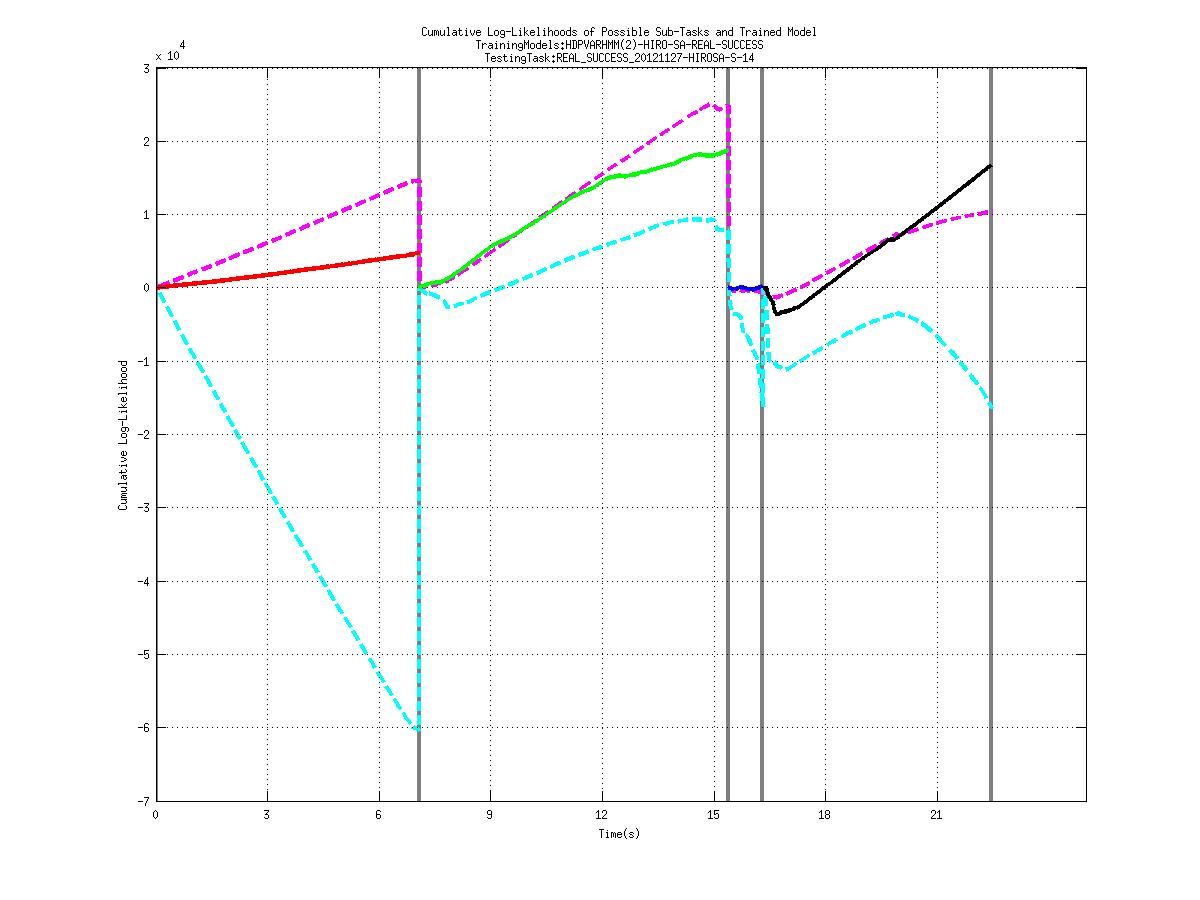 Cumulative Log-Likelihoods of Possible Sub-Tasks and Trained Model
TrainingModels:HDPVARHMM(2)-HIRO-SA-REAL-SUCCESS
TestingTask:REAL_SUCCESS_20121127-HIROSA-S-14
x 10^4
3
2
1
0
-1
-2
-3
-4
-5
-6
-7
Cumulative Log-Likelihood
0 3 6 9 12 15 18 21
Time(s)